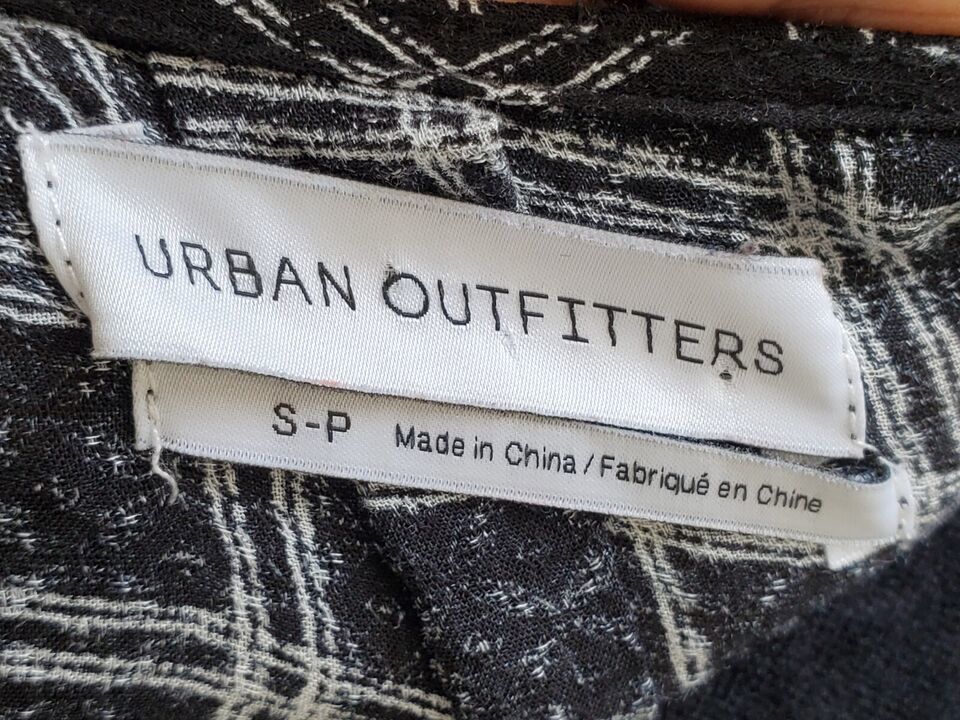 URBAN OUTFITTERS
S-P Made in China / Fabriqué en Chine